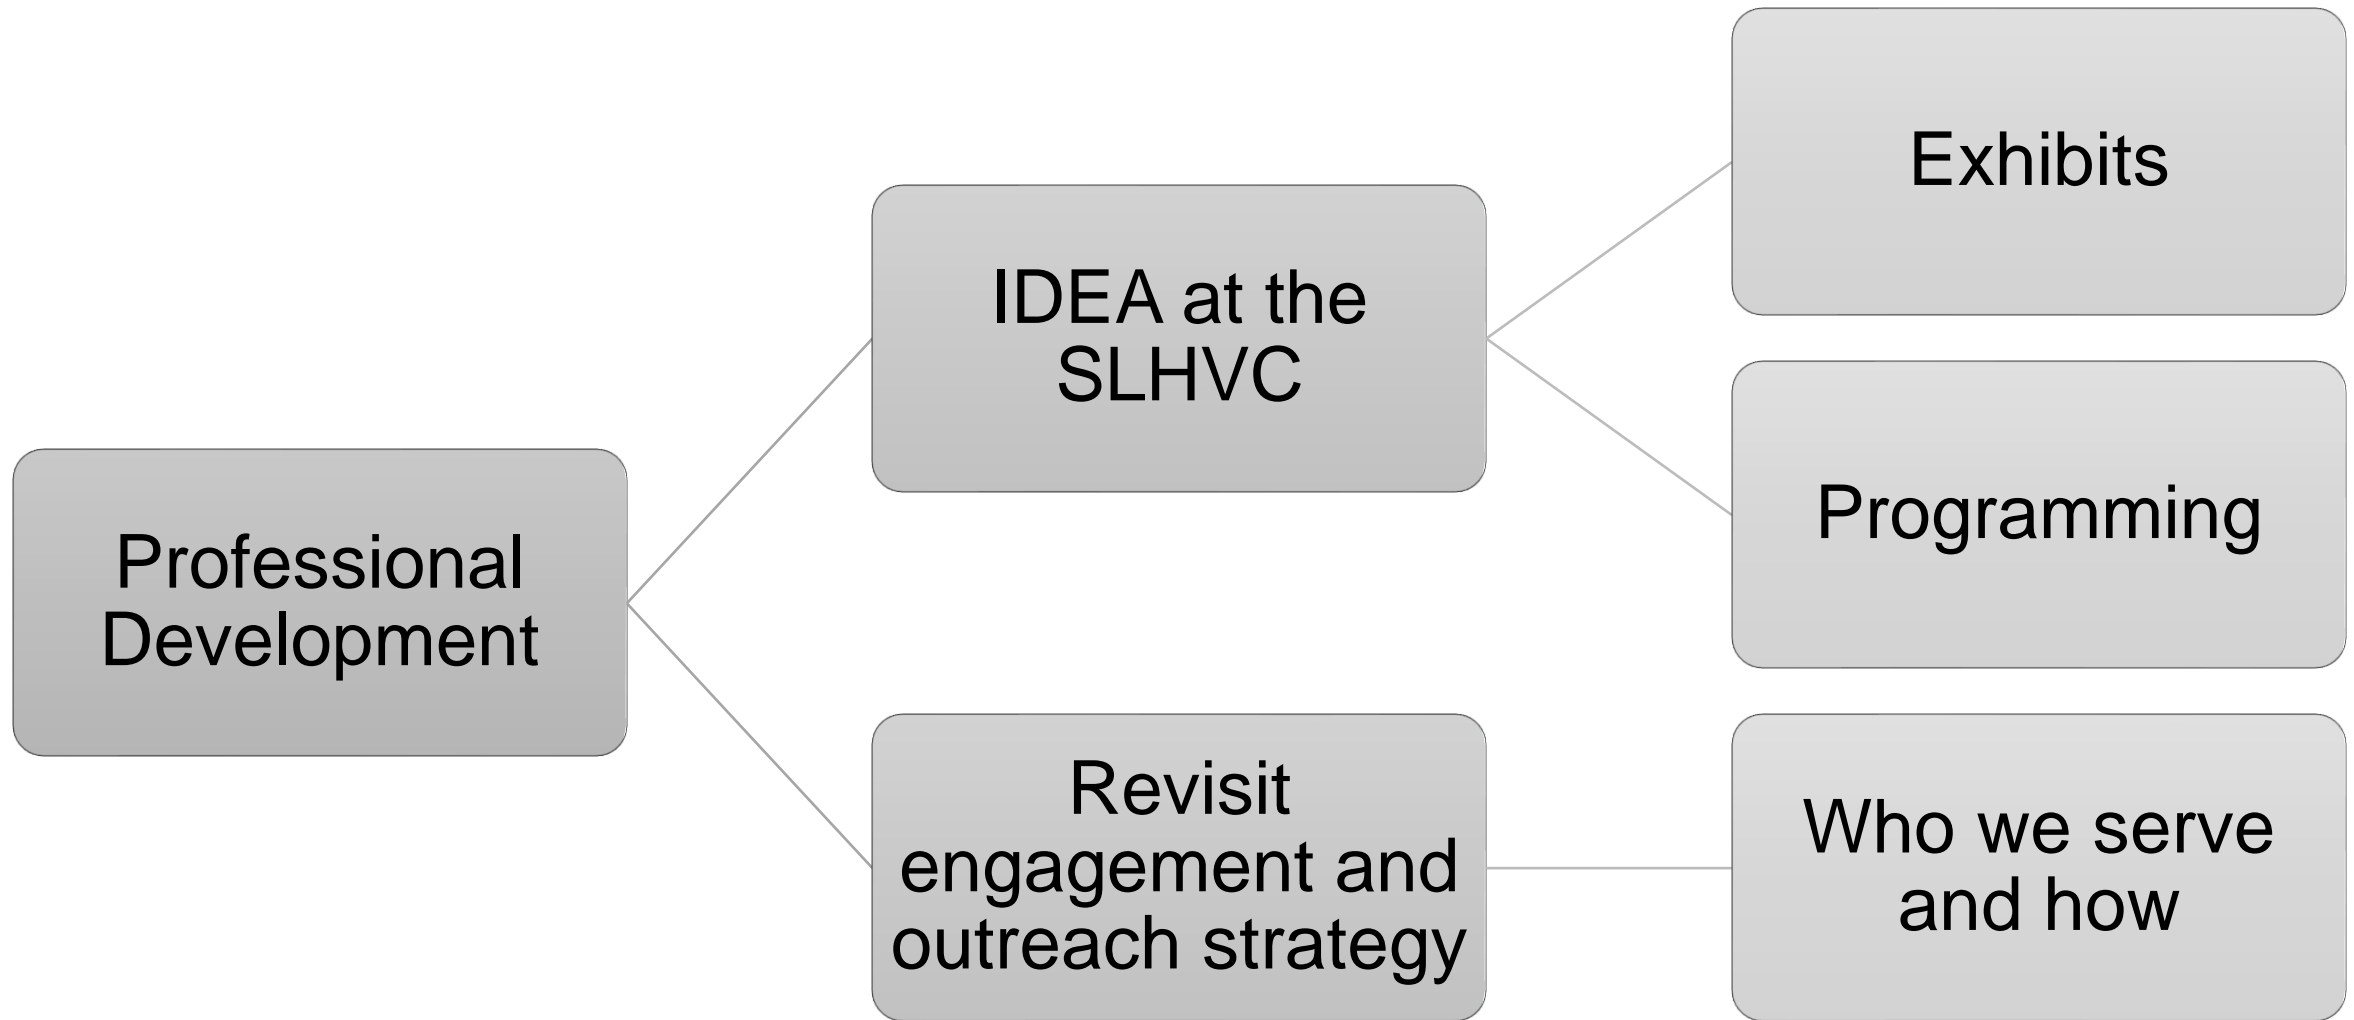 Professional
Development
IDEA at the
SLHVC
Revisit
engagement and
outreach strategy
Exhibits
Programming
Who we serve
and how